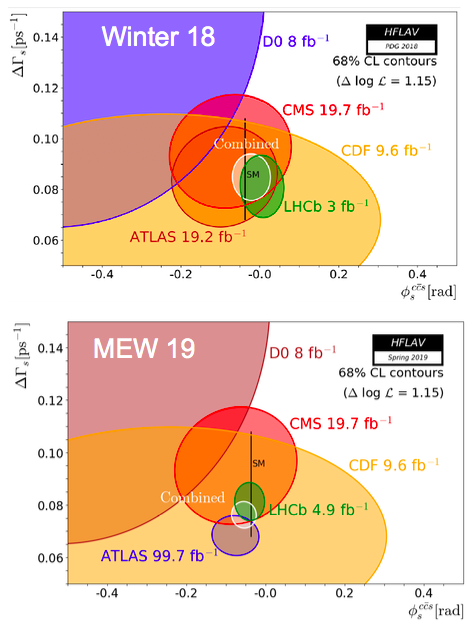 Winter 18
D0 8 fb⁻¹
HFLAV
PDG 2018
68% CL contours
(Δ log ℒ = 1.15)
CMS 19.7 fb⁻¹
Combined
CDF 9.6 fb⁻¹
SM
LHCb 3 fb⁻¹
ATLAS 19.2 fb⁻¹
ΔΓs[ps⁻¹]
0.14
0.12
0.10
0.08
0.06
-0.4 -0.2 -0.0 0.2 0.4
ϕs^cc̄s[rad]
MEW 19
D0 8 fb⁻¹
HFLAV
Spring 2019
68% CL contours
(Δ log ℒ = 1.15)
CMS 19.7 fb⁻¹
SM
CDF 9.6 fb⁻¹
Combined
LHCb 4.9 fb⁻¹
ATLAS 99.7 fb⁻¹
ΔΓs[ps⁻¹]
0.14
0.12
0.10
0.08
0.06
-0.4 -0.2 -0.0 0.2 0.4
ϕs^cc̄s[rad]